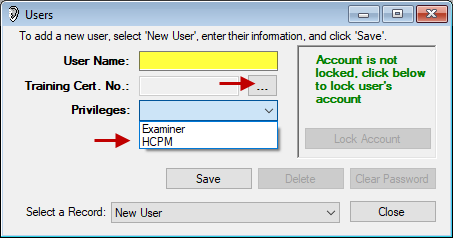 Users
To add a new user, select 'New User', enter their information, and click 'Save'.
User Name:
Training Cert. No.: ...
Privileges:
Examiner
HCPM
Account is not
locked, click below
to lock user's
account
Lock Account
Save Delete Clear Password
Select a Record: New User Close